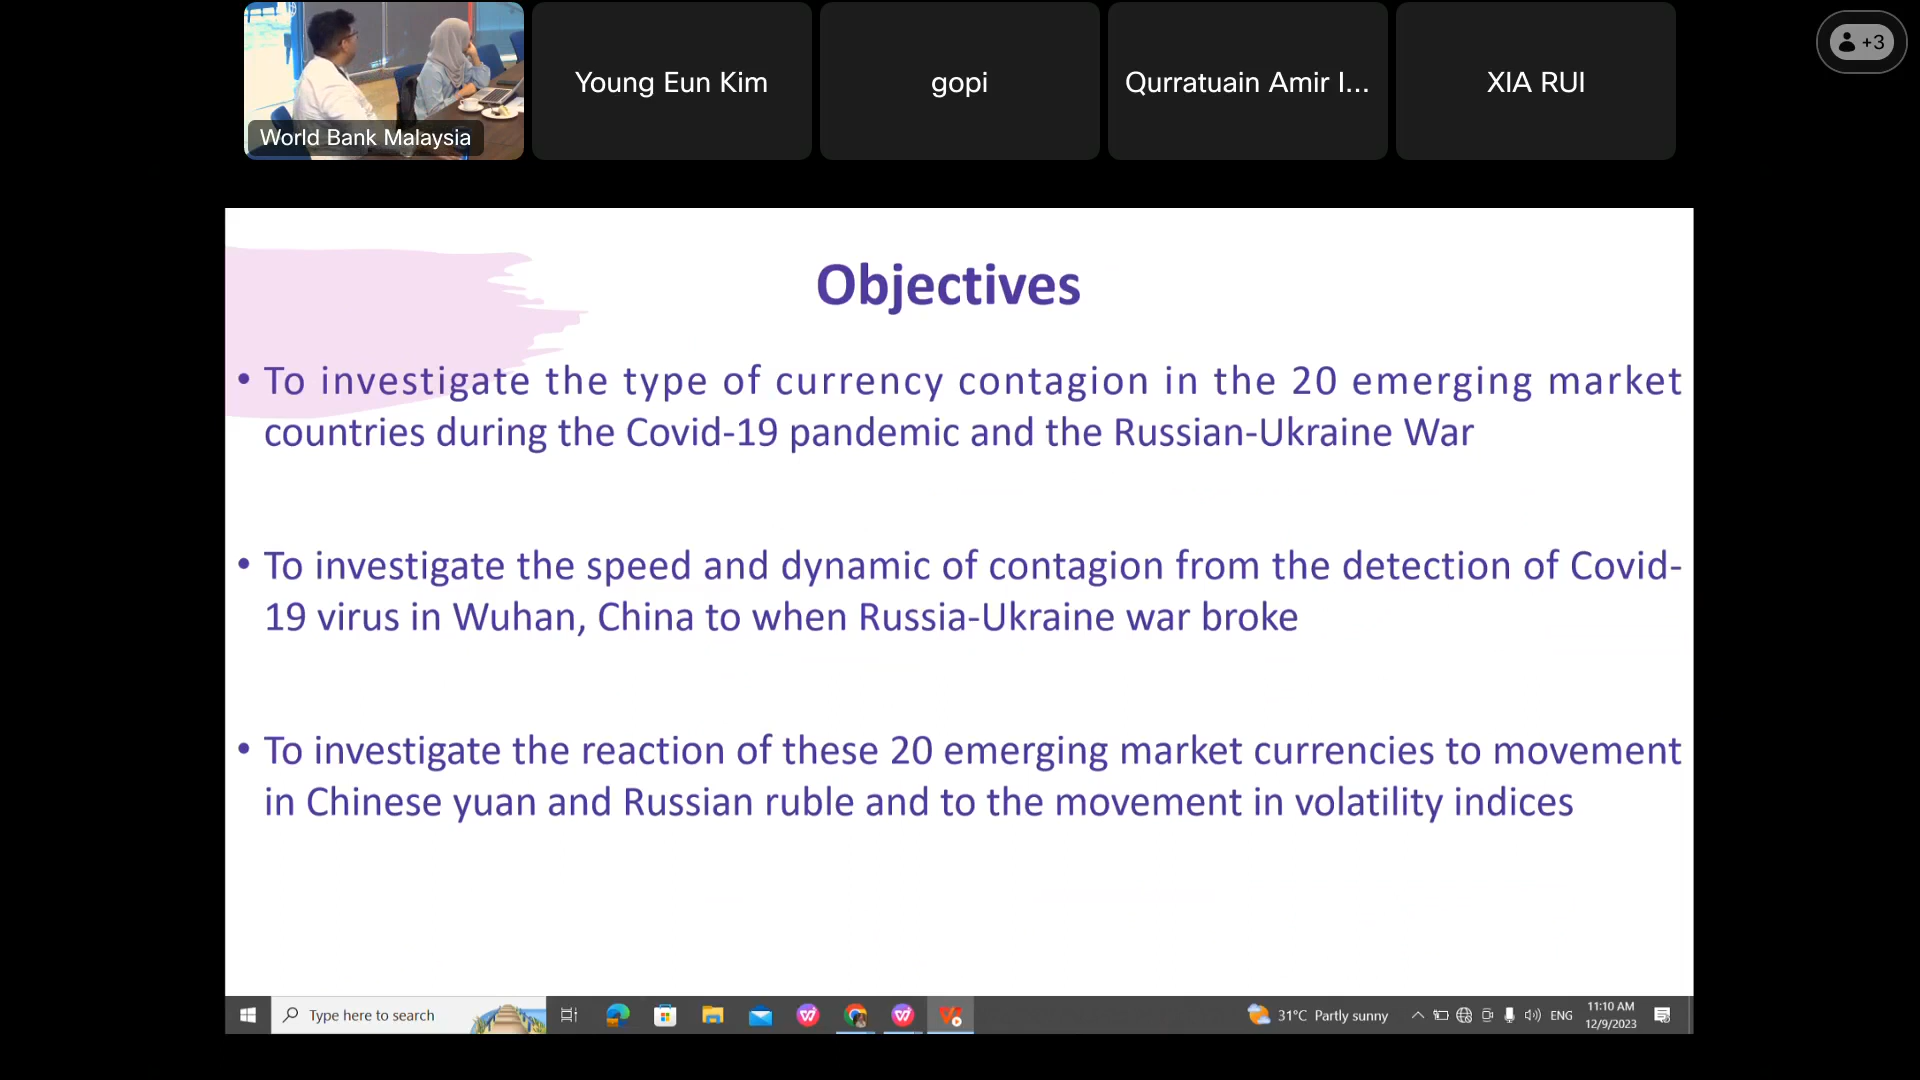 World Bank Malaysia
Young Eun Kim
gopi
Qurratuain Amir I...
XIA RUI
+3
Objectives
• To investigate the type of currency contagion in the 20 emerging market
countries during the Covid-19 pandemic and the Russian-Ukraine War
• To investigate the speed and dynamic of contagion from the detection of Covid-
19 virus in Wuhan, China to when Russia-Ukraine war broke
• To investigate the reaction of these 20 emerging market currencies to movement
in Chinese yuan and Russian ruble and to the movement in volatility indices
Type here to search
31°C Partly sunny
ENG
11:10 AM
12/9/2023